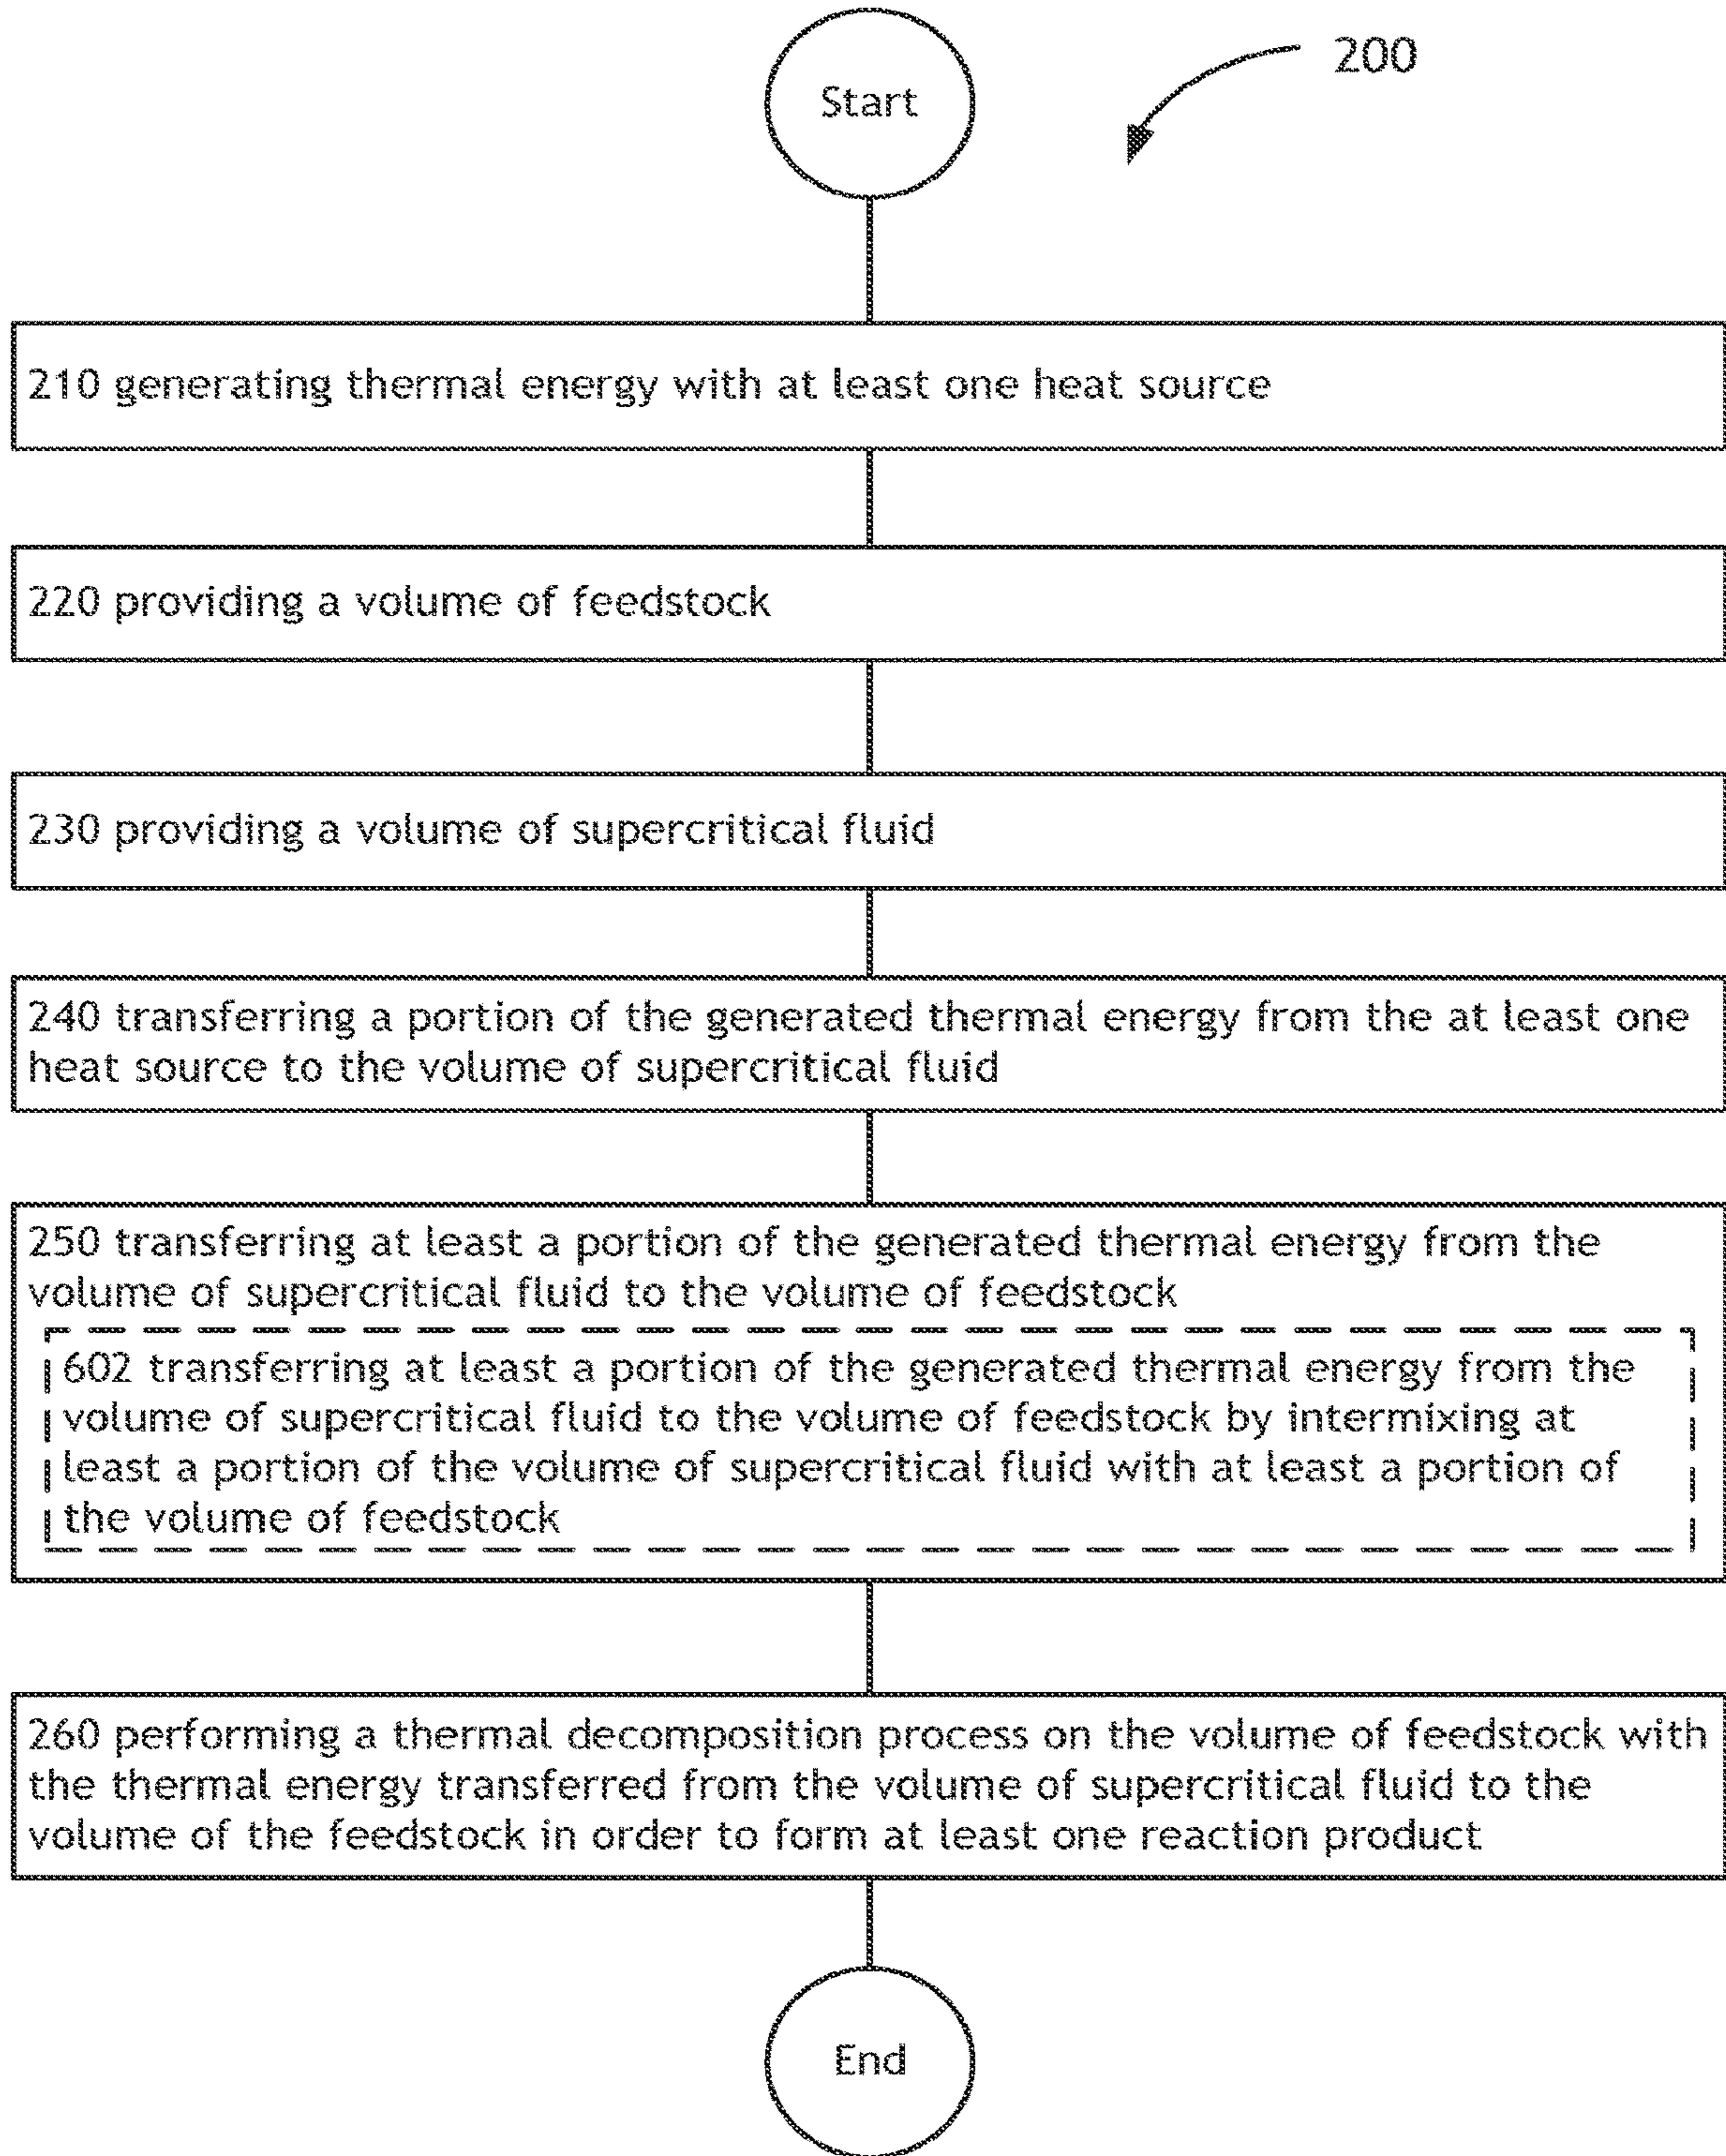 Start
200
210 generating thermal energy with at least one heat source
220 providing a volume of feedstock
230 providing a volume of supercritical fluid
240 transferring a portion of the generated thermal energy from the at least one
heat source to the volume of supercritical fluid
250 transferring at least a portion of the generated thermal energy from the
volume of supercritical fluid to the volume of feedstock
602 transferring at least a portion of the generated thermal energy from the
volume of supercritical fluid to the volume of feedstock by intermixing at
least a portion of the volume of supercritical fluid with at least a portion of
the volume of feedstock
260 performing a thermal decomposition process on the volume of feedstock with
the thermal energy transferred from the volume of supercritical fluid to the
volume of the feedstock in order to form at least one reaction product
End